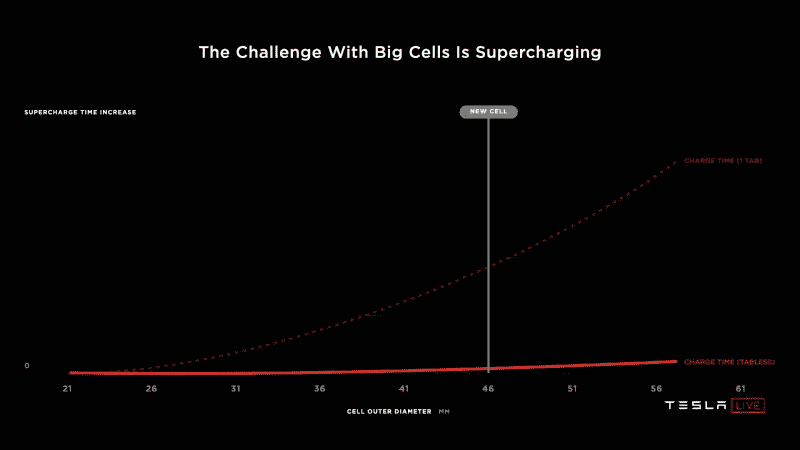 The Challenge With Big Cells Is Supercharging
SUPERCHARGE TIME INCREASE
NEW CELL
CHARGE TIME (1 TAB)
0
CHARGE TIME (TABLESS)
21 26 31 36 41 46 51 56 61
CELL OUTER DIAMETER MM
TESLA LIVE